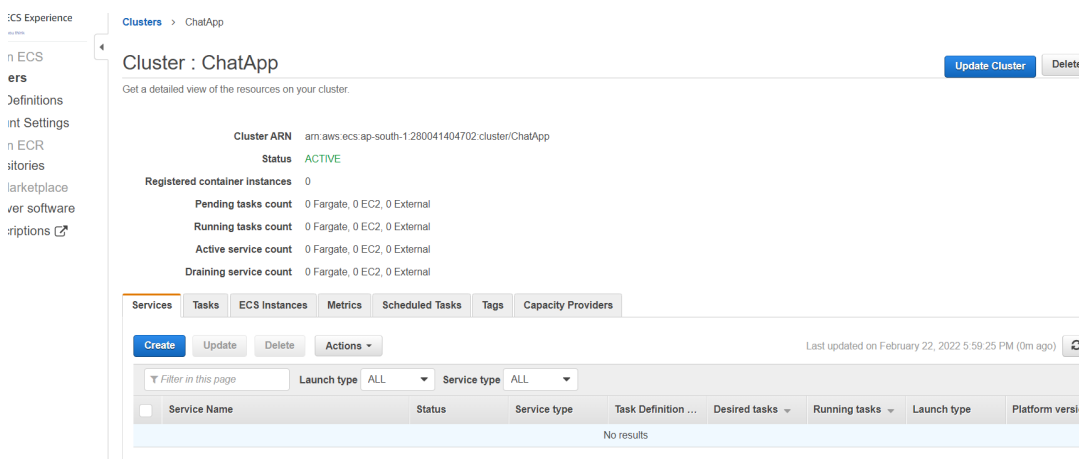 ECS Experience
Clusters > ChatApp
n ECS
ers
Definitions
nt Settings
n ECR
sitories
Marketplace
ver software
criptions
Cluster : ChatApp
Update Cluster Delete
Get a detailed view of the resources on your cluster.
Cluster ARN arn:aws:ecs:ap-south-1:280041404702:cluster/ChatApp
Status ACTIVE
Registered container instances 0
Pending tasks count 0 Fargate, 0 EC2, 0 External
Running tasks count 0 Fargate, 0 EC2, 0 External
Active service count 0 Fargate, 0 EC2, 0 External
Draining service count 0 Fargate, 0 EC2, 0 External
Services Tasks ECS Instances Metrics Scheduled Tasks Tags Capacity Providers
Create Update Delete Actions
Last updated on February 22, 2022 5:59:25 PM (0m ago)
Filter in this page Launch type ALL Service type ALL
Service Name Status Service type Task Definition ... Desired tasks Running tasks Launch type Platform versi
No results